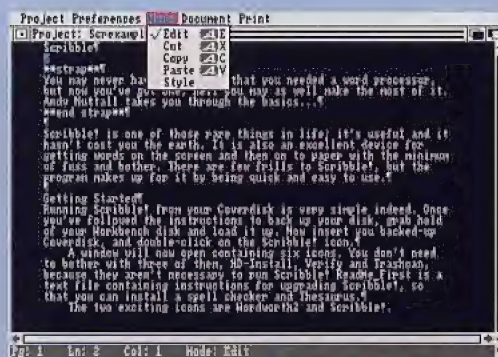 Project Preferences Mode Document Print
Project: Screxampl
✓ Edit A E
Cut A X
Copy A C
Paste A V
Style
Scribble!¶
¶
**strap**¶
You may never ha that you needed a word processor,
but now you've got one, well you may as well make the most of it.
Andy Nuttall takes you through the basics...¶
**end strap**¶
¶
Scribble! is one of those rare things in life; it's useful and it
hasn't cost you the earth. It is also an excellent device for
getting words on the screen and then on to paper with the minimum
of fuss and bother. There are few frills to Scribble!, but the
program makes up for it by being quick and easy to use.¶
¶
Getting Started¶
Running Scribble! from your Coverdisk is very simple indeed. Once
you've followed the instructions to back up your disk, grab hold
of your Workbench disk and load it up. Now insert you backed-up
Coverdisk, and double-click on the Scribble! icon.¶
A window will now open containing six icons. You don't need
to bother with three of them, HD-Install, Verify and Trashcan,
because they aren't necessary to run Scribble! ReadMe_First is a
text file containing instructions for upgrading Scribble!, so
that you can install a spell checker and Thesaurus.¶
The two exciting icons are Wordworth2 and Scribble!.
Pg: 1 Ln: 2 Col: 1 Mode: Edit